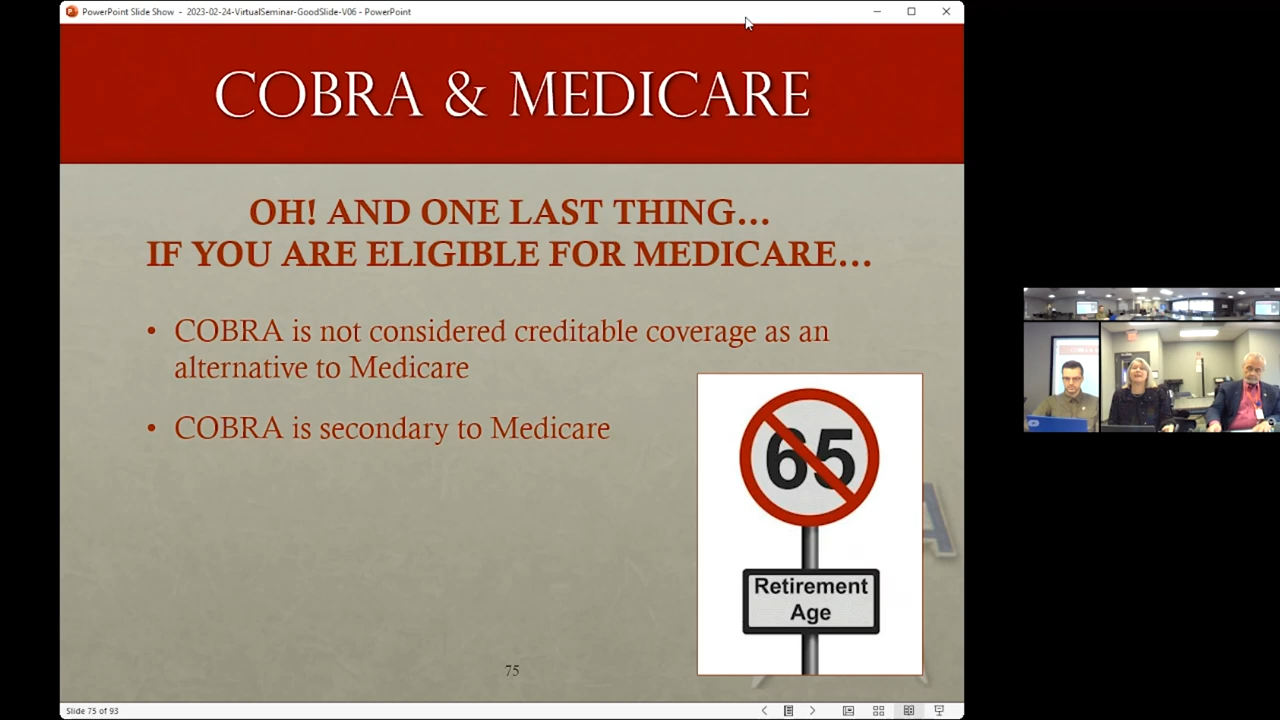 PowerPoint Slide Show - 2023-02-24-VirtualSeminar-GoodSlide-V06 - PowerPoint
COBRA & MEDICARE
OH! AND ONE LAST THING…
IF YOU ARE ELIGIBLE FOR MEDICARE…
• COBRA is not considered creditable coverage as an
alternative to Medicare
• COBRA is secondary to Medicare
65
Retirement
Age
75
Slide 75 of 93